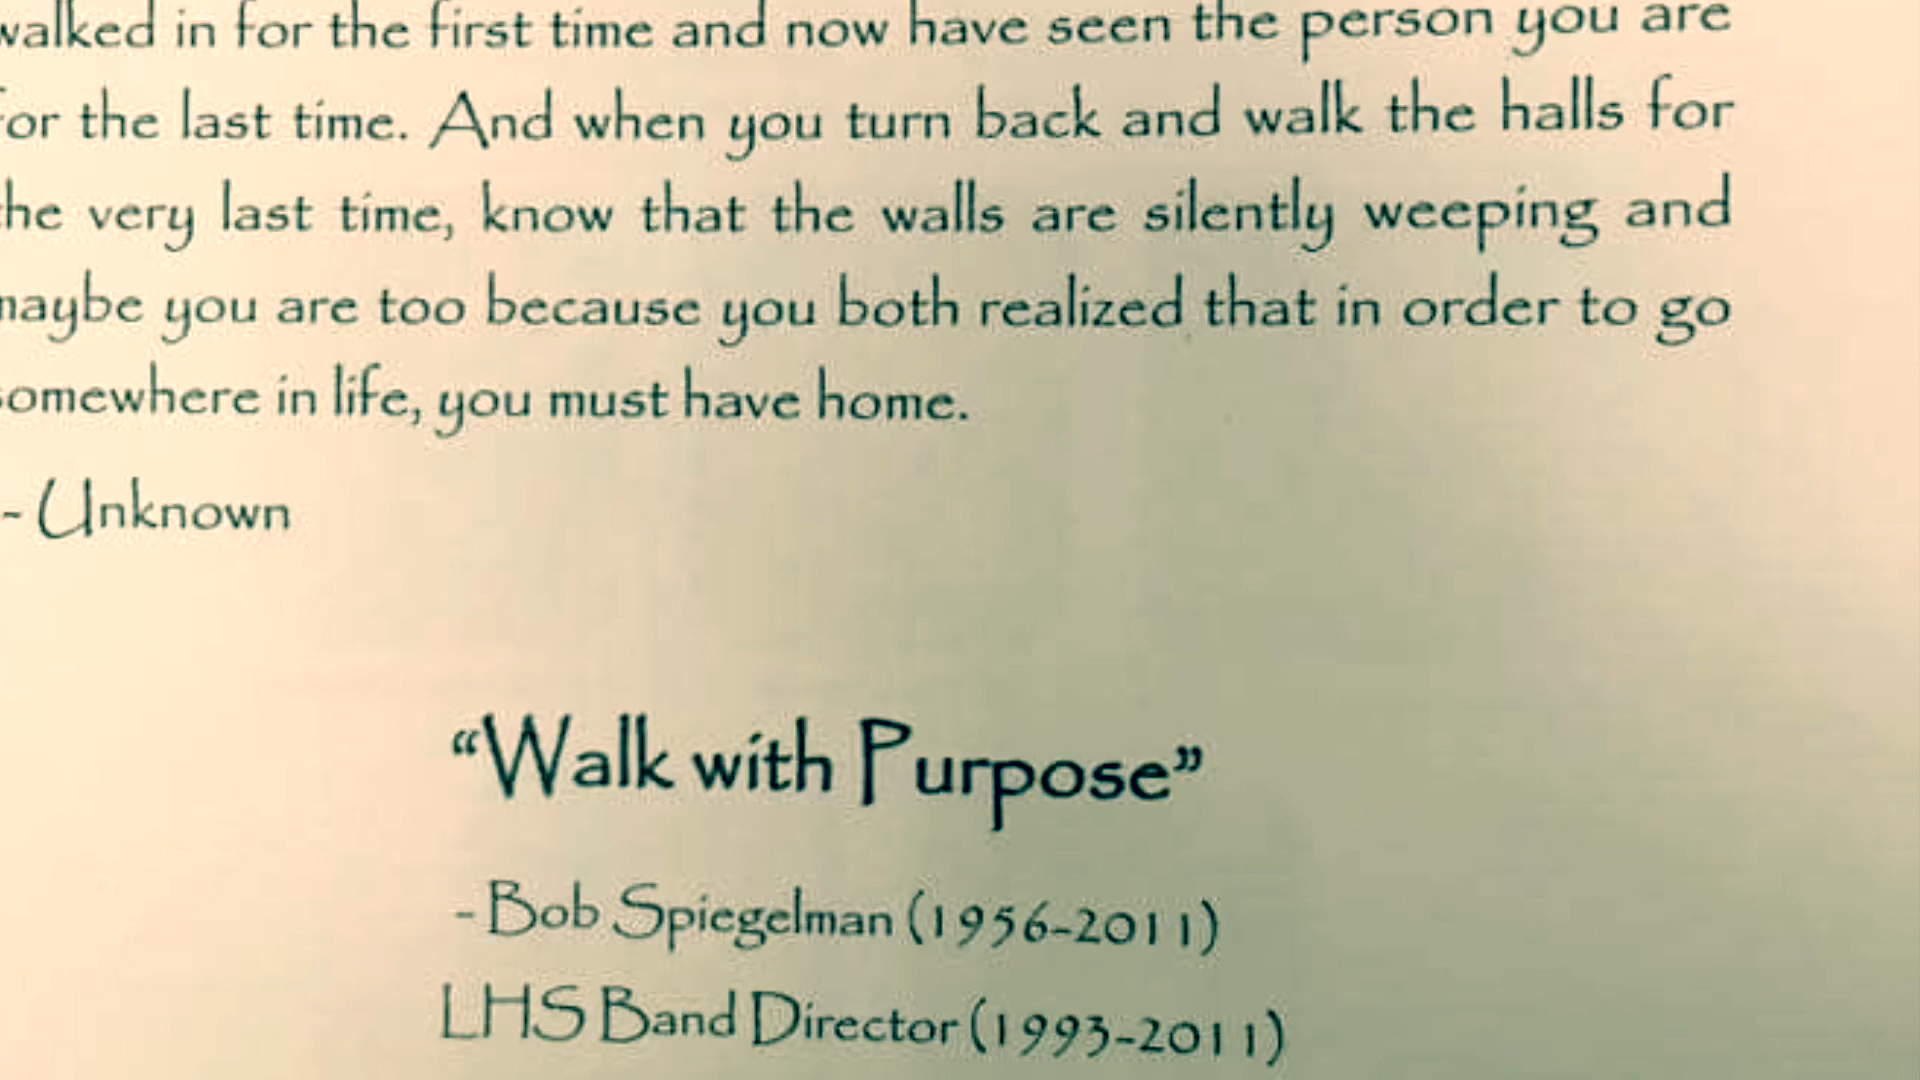 walked in for the first time and now have seen the person you are
for the last time. And when you turn back and walk the halls for
the very last time, know that the walls are silently weeping and
maybe you are too because you both realized that in order to go
somewhere in life, you must have home.
- Unknown
“Walk with Purpose”
- Bob Spiegelman (1956-2011)
LHS Band Director (1993-2011)